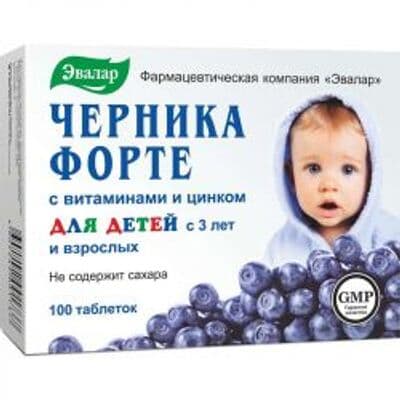 Эвалар
Фармацевтическая компания «Эвалар»
ЧЕРНИКА
ФОРТЕ
с витаминами и цинком
ДЛЯ ДЕТЕЙ с 3 лет
и взрослых
Не содержит сахара
100 таблеток
GMP